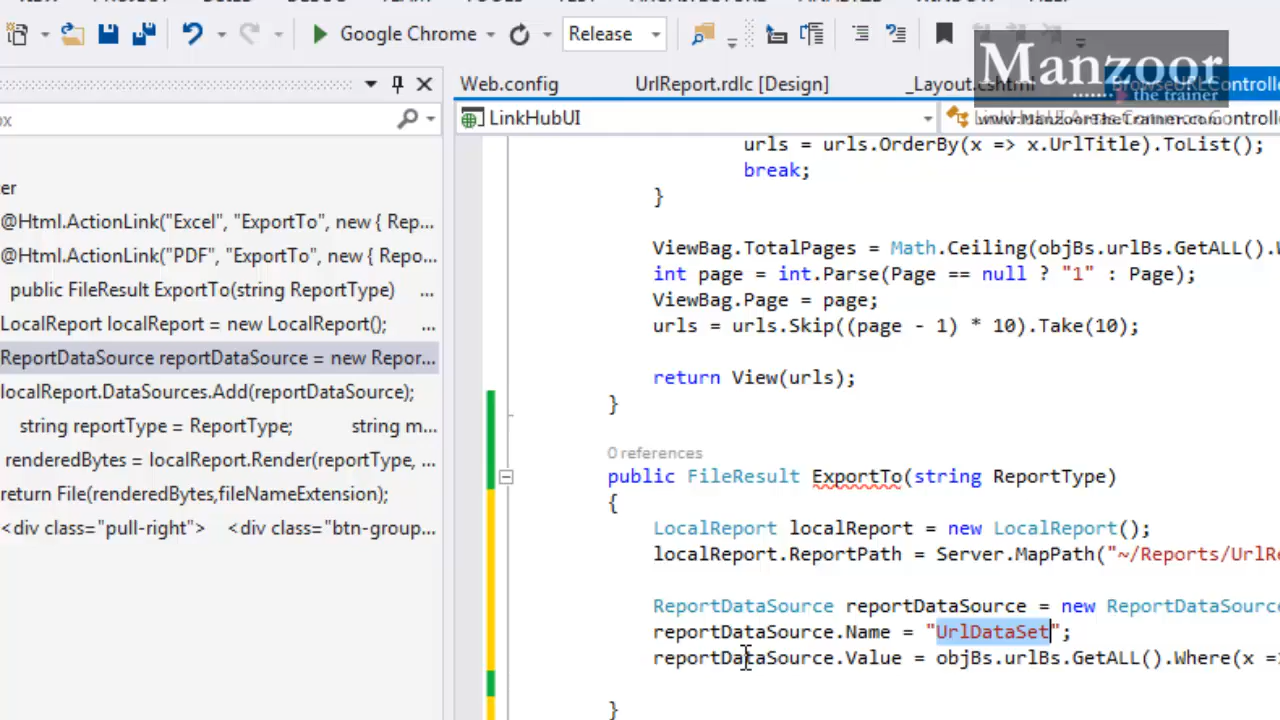 Google Chrome
Release
Manzoor
the trainer
www.ManzoorTheTrainer.com
Web.config
UrlReport.rdlc [Design]
_Layout.cshtml
LinkHubUI
ox
ter
@Html.ActionLink("Excel", "ExportTo", new { Rep...
@Html.ActionLink("PDF", "ExportTo", new { Repo...
public FileResult ExportTo(string ReportType) ...
LocalReport localReport = new LocalReport(); ...
ReportDataSource reportDataSource = new Repor...
localReport.DataSources.Add(reportDataSource);
string reportType = ReportType; string m...
renderedBytes = localReport.Render(reportType, ...
return File(renderedBytes,fileNameExtension);
<div class="pull-right"> <div class="btn-group...
urls = urls.OrderBy(x => x.UrlTitle).ToList();
break;
}
ViewBag.TotalPages = Math.Ceiling(objBs.urlBs.GetALL().W
int page = int.Parse(Page == null ? "1" : Page);
ViewBag.Page = page;
urls = urls.Skip((page - 1) * 10).Take(10);
return View(urls);
}
0 references
public FileResult ExportTo(string ReportType)
{
LocalReport localReport = new LocalReport();
localReport.ReportPath = Server.MapPath("~/Reports/UrlRe
ReportDataSource reportDataSource = new ReportDataSource
reportDataSource.Name = "UrlDataSet";
reportDataSource.Value = objBs.urlBs.GetALL().Where(x =
}